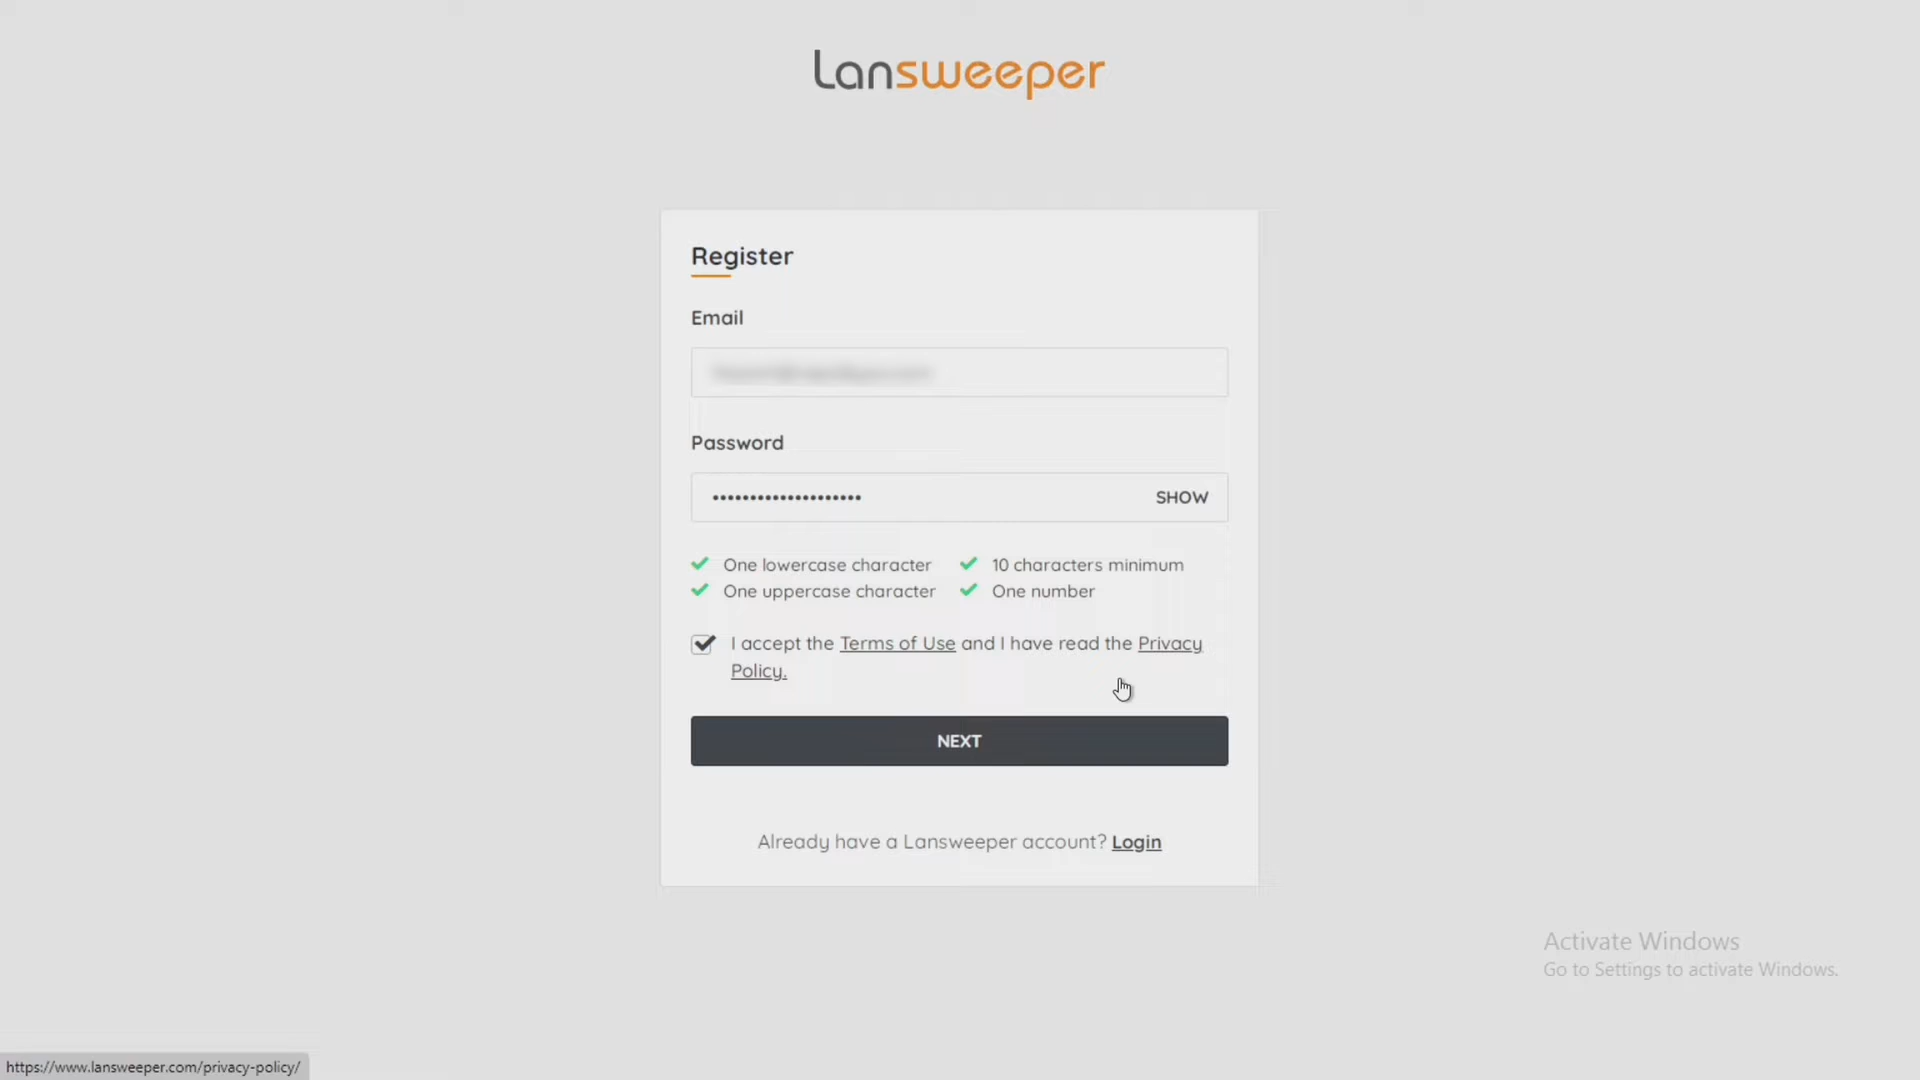 Lansweeper
Register
Email
Password
•••••••••••••••••••• SHOW
One lowercase character
10 characters minimum
One uppercase character
One number
I accept the Terms of Use and I have read the Privacy
Policy.
NEXT
Already have a Lansweeper account? Login
Activate Windows
Go to Settings to activate Windows.
https://www.lansweeper.com/privacy-policy/